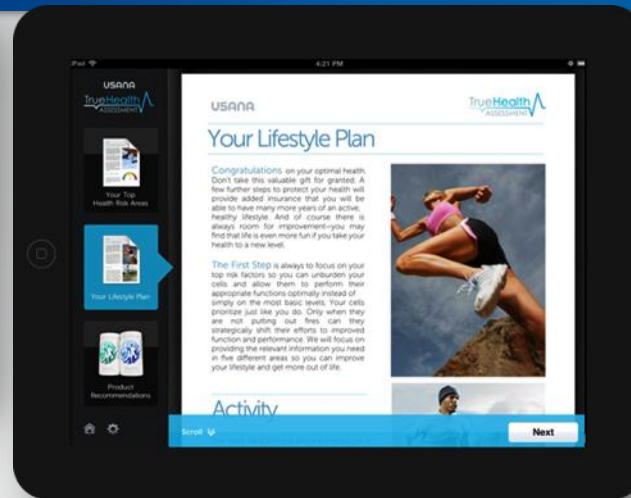 iPad
4:21 PM
USANA
TrueHealth
ASSESSMENT
Your Top
Health Risk Areas
Your Lifestyle Plan
Product
Recommendations
USANA
TrueHealth
ASSESSMENT
Your Lifestyle Plan
Congratulations on your optimal health.
Don't take this valuable gift for granted. A
few further steps to protect your health will
provide added insurance that you will be
able to have many more years of an active,
healthy lifestyle. And of course there is
always room for improvement—you may
find that life is even more fun if you take your
health to a new level.
The First Step is always to focus on your
top risk factors so you can unburden your
cells and allow them to perform their
appropriate functions optimally instead of
simply on the most basic levels. Your cells
prioritize just like you do. Only when they
are not putting out fires can they
strategically shift their efforts to improved
function and performance. We will focus on
providing the relevant information you need
in five different areas so you can improve
your lifestyle and get more out of life.
Activity
Scroll
Next